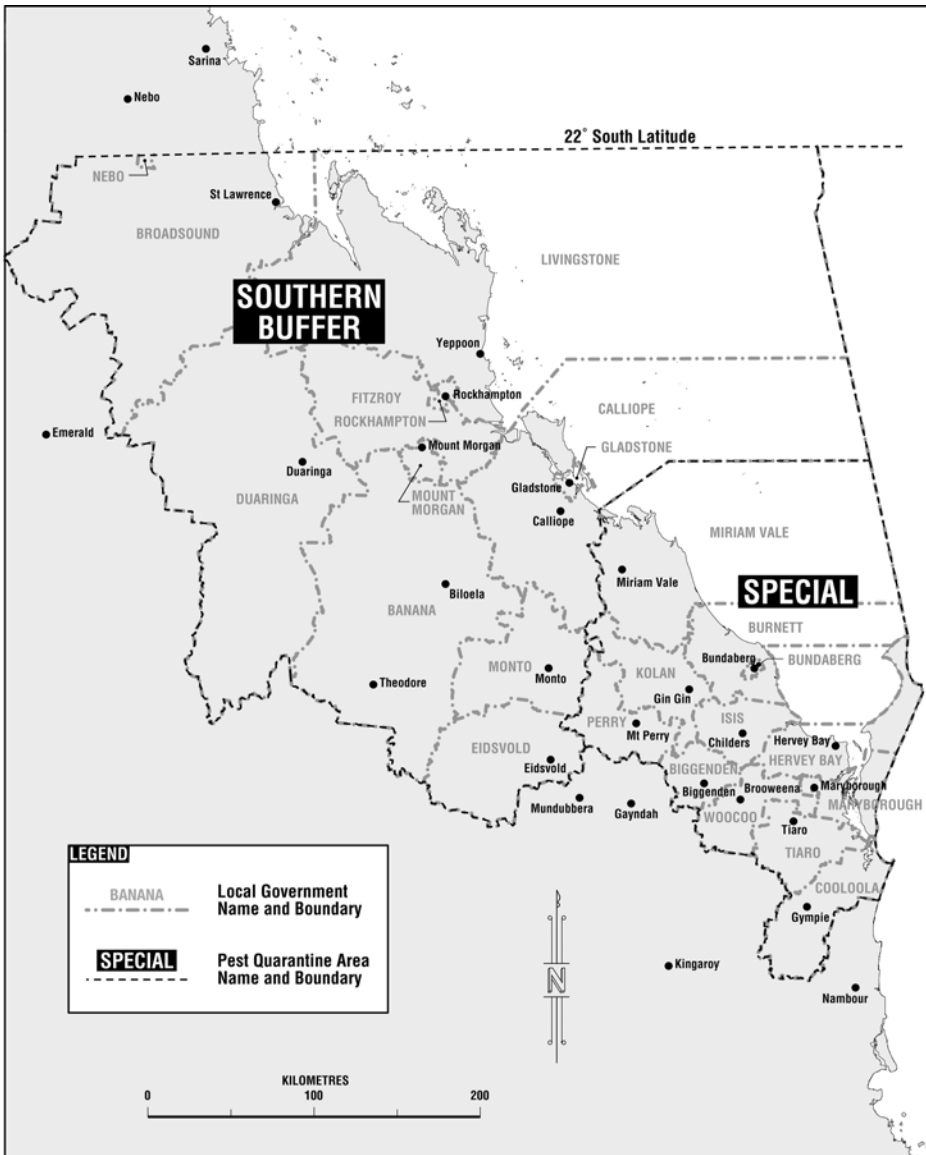 Sarina
Nebo
22° South Latitude
NEBO
St Lawrence
BROADSOUND
LIVINGSTONE
SOUTHERN
BUFFER
Yeppoon
FITZROY
Rockhampton
ROCKHAMPTON
CALLIOPE
Emerald
Mount Morgan
GLADSTONE
Duaringa
DUARINGA
MOUNT
MORGAN
Gladstone
Calliope
MIRIAM VALE
Miriam Vale
SPECIAL
Biloela
BANANA
BURNETT
Bundaberg
BUNDABERG
MONTO
Monto
KOLAN
Theodore
Gin Gin
PERRY
Mt Perry
ISIS
Childers
Hervey Bay
EIDSVOLD
Eidsvold
HERVEY BAY
BIGGENDEN
Biggenden
Brooweena
Maryborough
MARYBOROUGH
Mundubbera
Gayndah
WOOCOO
Tiaro
TIARO
COOLOOLA
Gympie
Kingaroy
Nambour
LEGEND
BANANA
Local Government
Name and Boundary
SPECIAL
Pest Quarantine Area
Name and Boundary
N
KILOMETRES
0 100 200